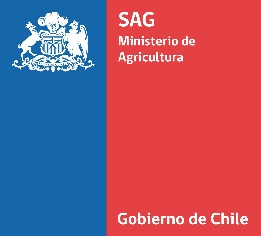 SAG
Ministerio de
Agricultura
Gobierno de Chile